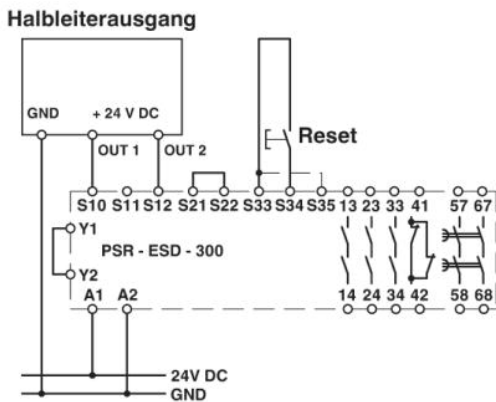 Halbleiterausgang
GND + 24 V DC
OUT 1 OUT 2
Reset
S10 S11 S12 S21 S22 S33 S34 S35 13 23 33 41 57 67
Y1
PSR - ESD - 300
Y2
A1 A2
14 24 34 42 58 68
24V DC
GND